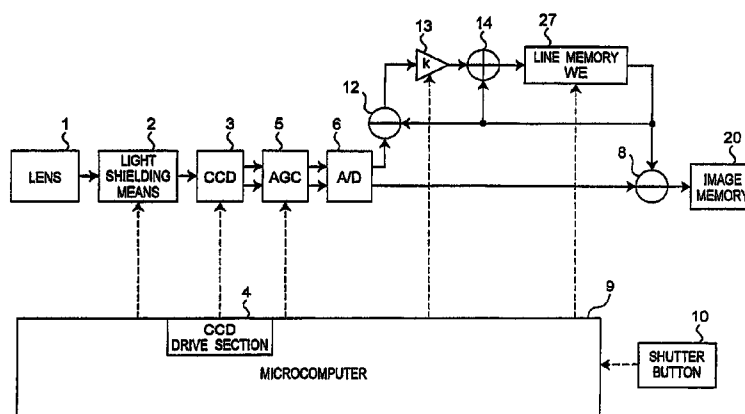 27
13
14
k
LINE MEMORY
WE
12
1
2
3
5
6
20
LENS
LIGHT
SHIELDING
MEANS
CCD
AGC
A/D
8
IMAGE
MEMORY
4
9
CCD
DRIVE SECTION
MICROCOMPUTER
10
SHUTTER
BUTTON